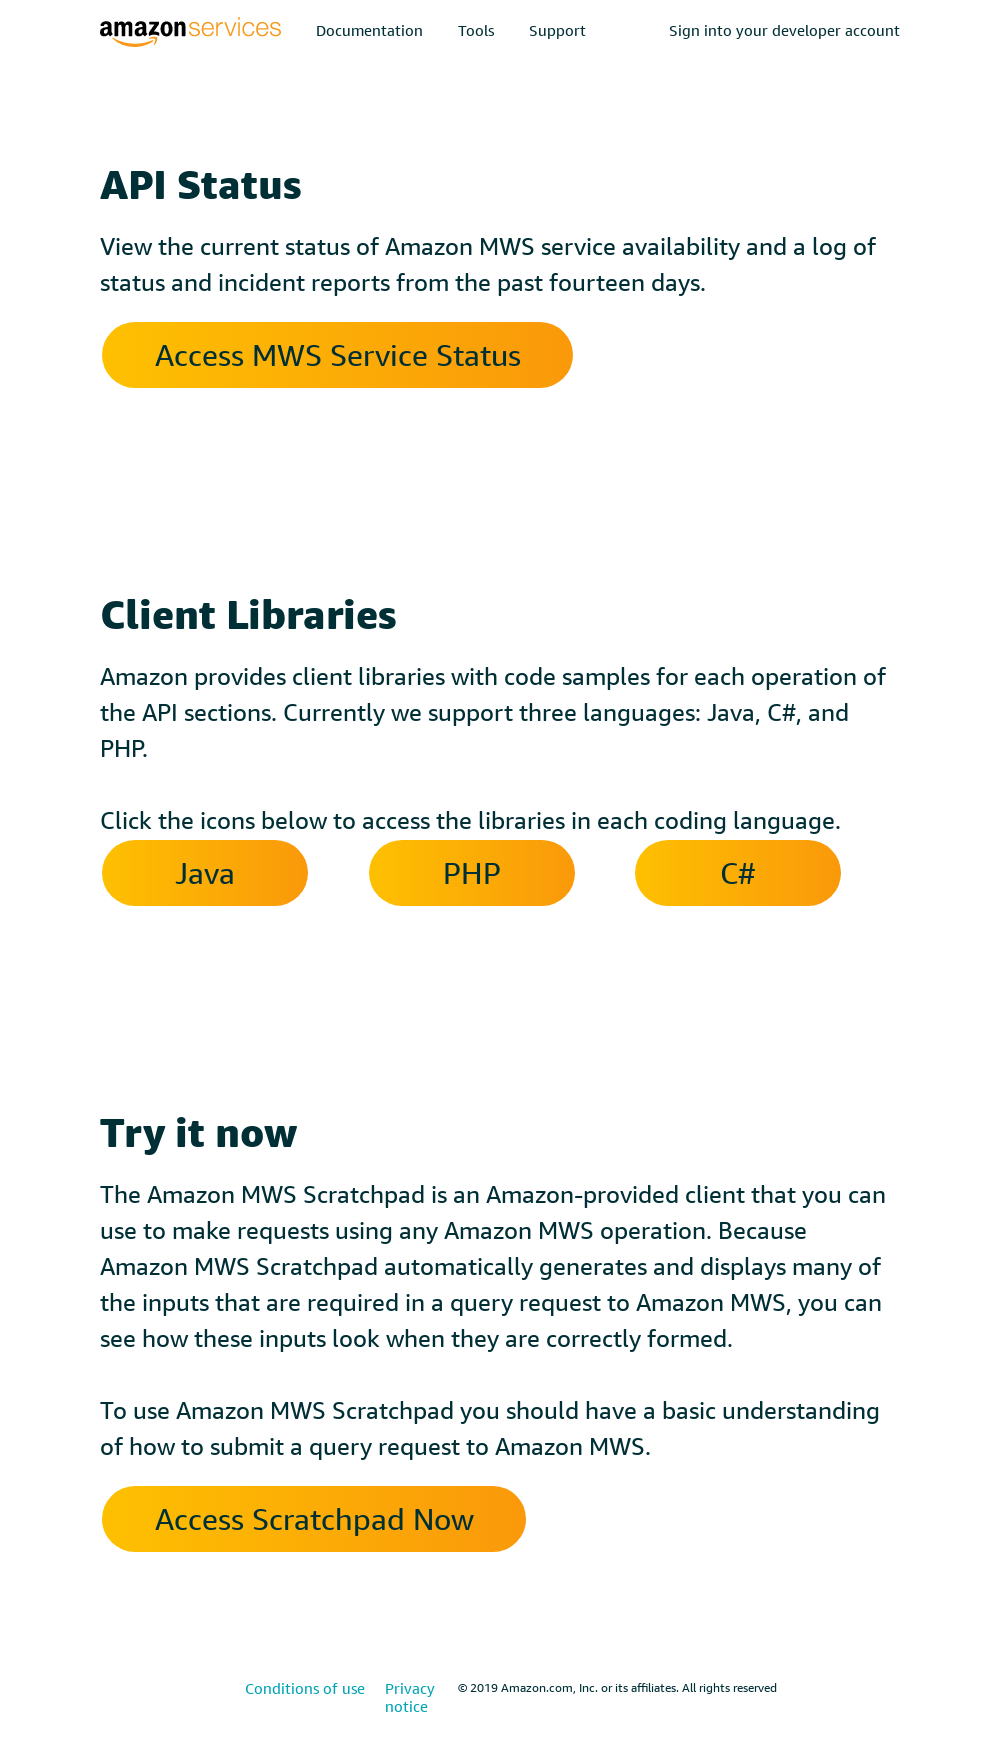 amazonservices Documentation Tools Support Sign into your developer account
API Status
View the current status of Amazon MWS service availability and a log of
status and incident reports from the past fourteen days.
Access MWS Service Status
Client Libraries
Amazon provides client libraries with code samples for each operation of
the API sections. Currently we support three languages: Java, C#, and
PHP.
Click the icons below to access the libraries in each coding language.
Java PHP C#
Try it now
The Amazon MWS Scratchpad is an Amazon-provided client that you can
use to make requests using any Amazon MWS operation. Because
Amazon MWS Scratchpad automatically generates and displays many of
the inputs that are required in a query request to Amazon MWS, you can
see how these inputs look when they are correctly formed.
To use Amazon MWS Scratchpad you should have a basic understanding
of how to submit a query request to Amazon MWS.
Access Scratchpad Now
Conditions of use Privacy © 2019 Amazon.com, Inc. or its affiliates. All rights reserved
notice